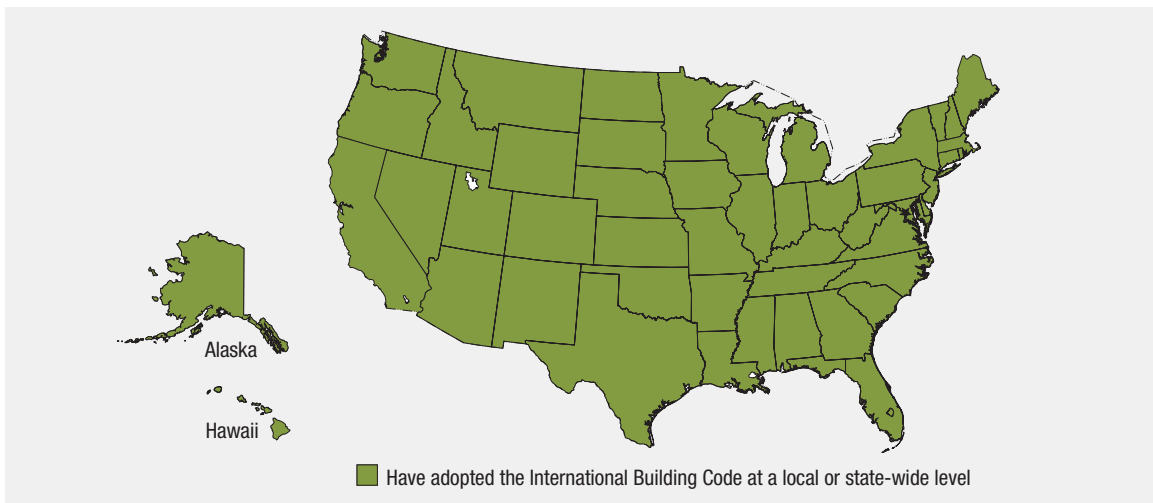 Alaska
Hawaii
Have adopted the International Building Code at a local or state-wide level